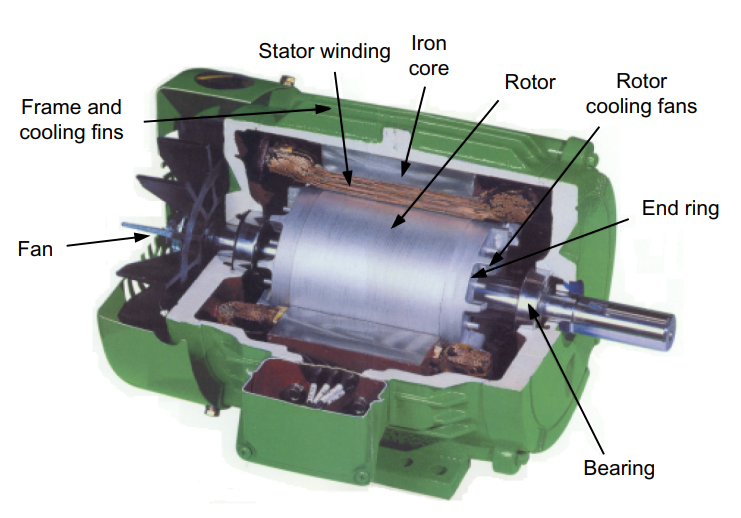 Stator winding
Iron
core
Rotor
Rotor
cooling fans
Frame and
cooling fins
End ring
Fan
Bearing